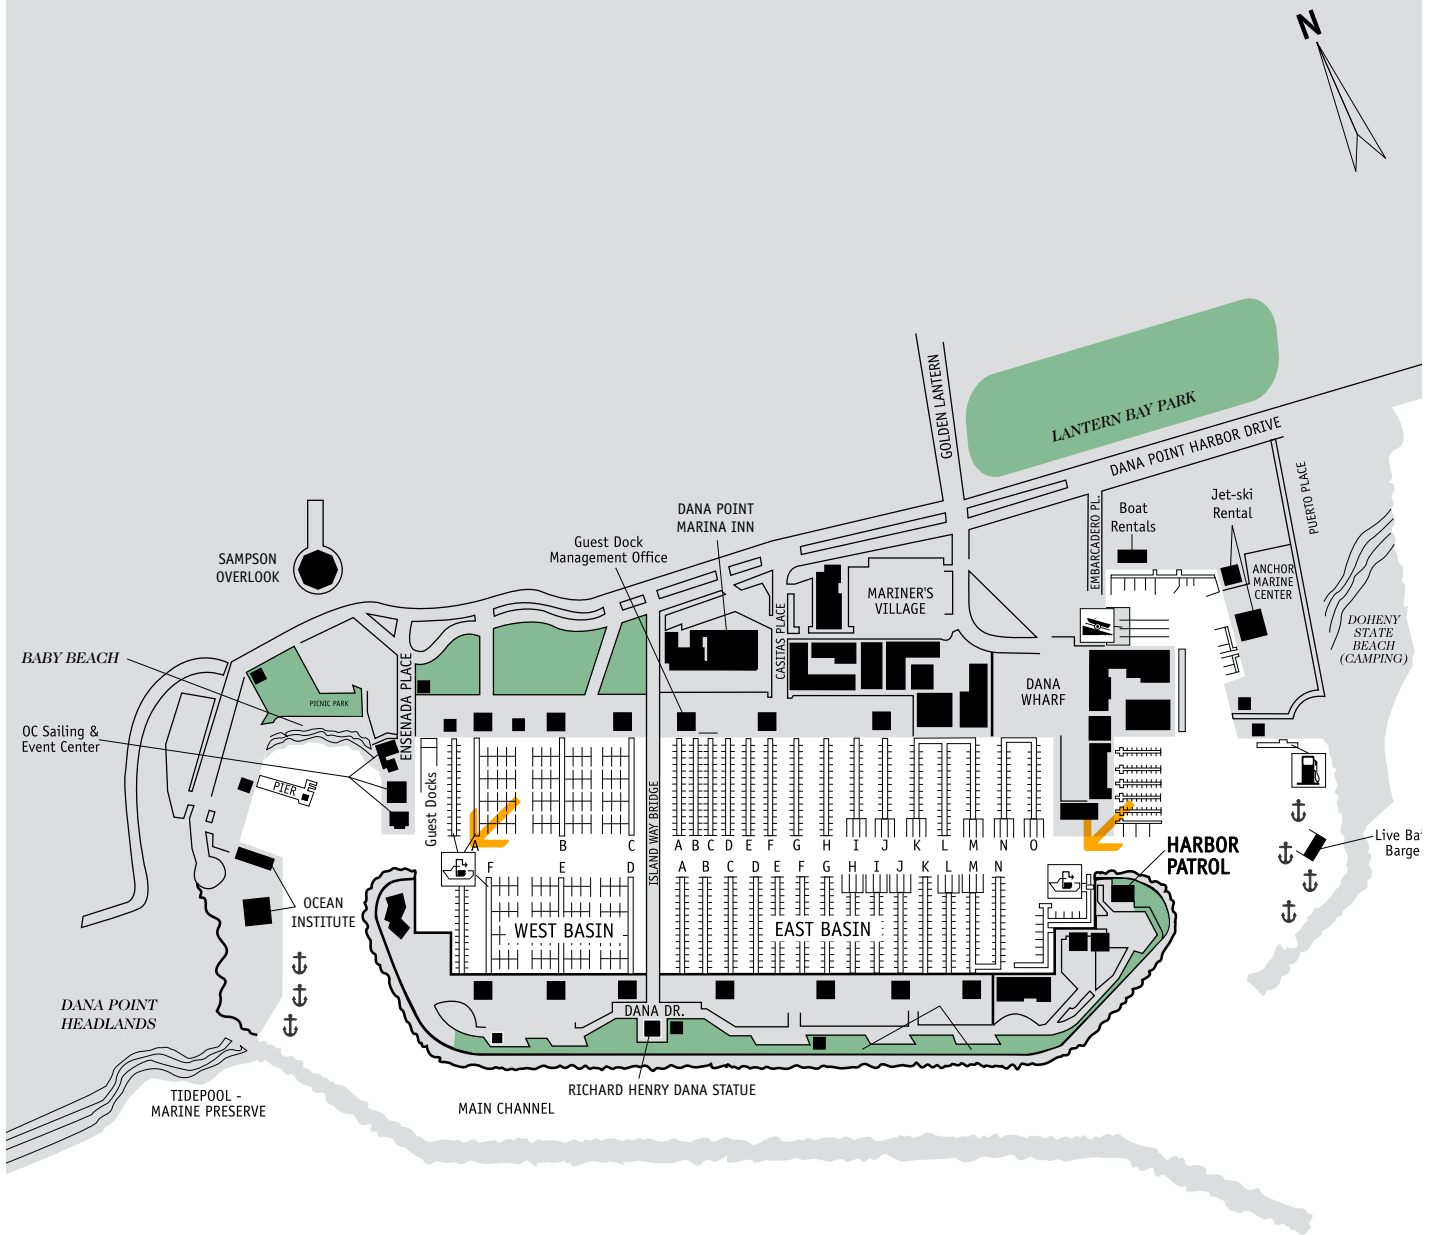 N
GOLDEN LANTERN
LANTERN BAY PARK
DANA POINT HARBOR DRIVE
PUERTO PLACE
EMBARCADERO PL.
Boat
Rentals
Jet-ski
Rental
ANCHOR
MARINE
CENTER
DOHENY
STATE
BEACH
(CAMPING)
DANA POINT
MARINA INN
Guest Dock
Management Office
SAMPSON
OVERLOOK
MARINER'S
VILLAGE
CASITAS PLACE
BABY BEACH
PICNIC PARK
ENSENADA PLACE
DANA
WHARF
OC Sailing &
Event Center
PIER
Guest Docks
ISLAND WAY BRIDGE
A B C
A B C D E F G H I J K L M N O
F E D
A B C D E F G H I J K L M N
HARBOR
PATROL
Live Bai
Barge
OCEAN
INSTITUTE
WEST BASIN
EAST BASIN
DANA POINT
HEADLANDS
DANA DR.
RICHARD HENRY DANA STATUE
TIDEPOOL -
MARINE PRESERVE
MAIN CHANNEL